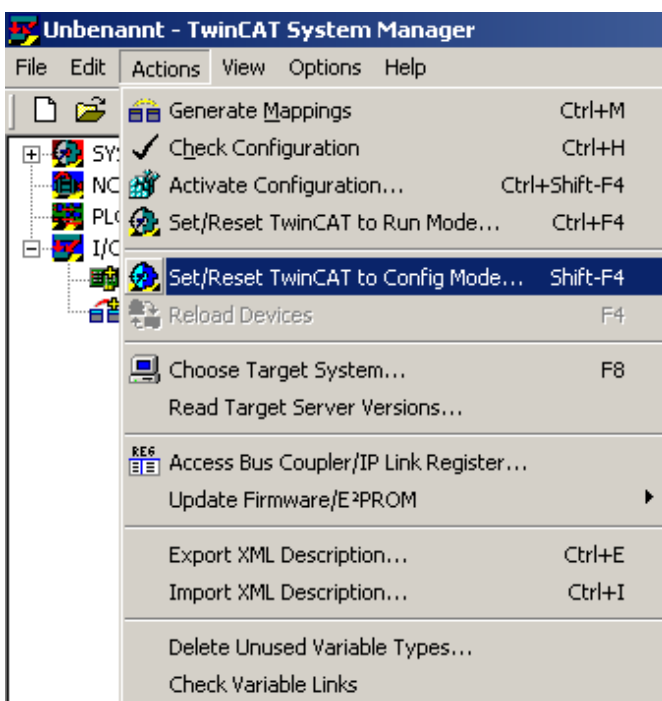 Unbenannt - TwinCAT System Manager
File Edit Actions View Options Help
Generate Mappings Ctrl+M
SY
Check Configuration Ctrl+H
NC
Activate Configuration... Ctrl+Shift-F4
PL
Set/Reset TwinCAT to Run Mode... Ctrl+F4
I/
Set/Reset TwinCAT to Config Mode... Shift-F4
Reload Devices F4
Choose Target System... F8
Read Target Server Versions...
REG
Access Bus Coupler/IP Link Register...
Update Firmware/E²PROM
Export XML Description... Ctrl+E
Import XML Description... Ctrl+I
Delete Unused Variable Types...
Check Variable Links